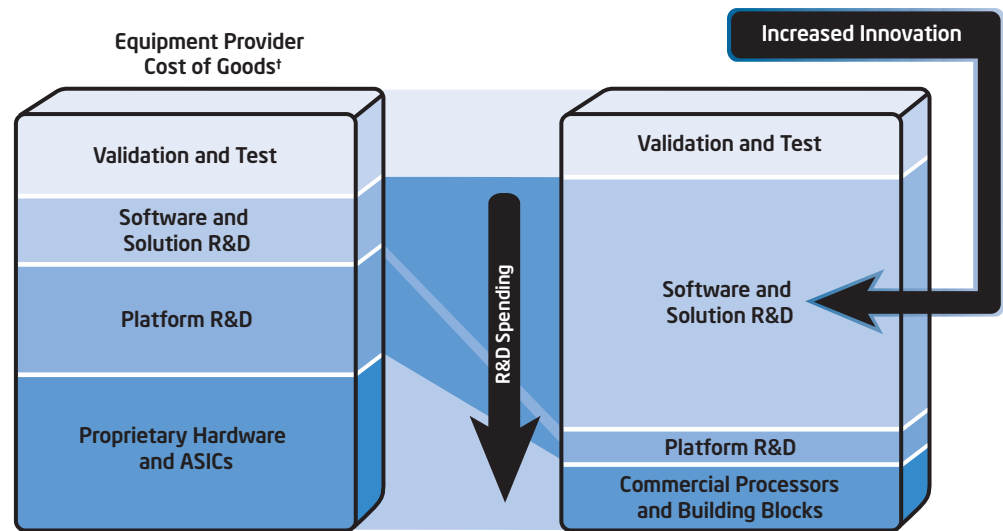 Equipment Provider
Cost of Goods†
Validation and Test
Software and
Solution R&D
Platform R&D
Proprietary Hardware
and ASICs
R&D Spending
Increased Innovation
Validation and Test
Software and
Solution R&D
Platform R&D
Commercial Processors
and Building Blocks